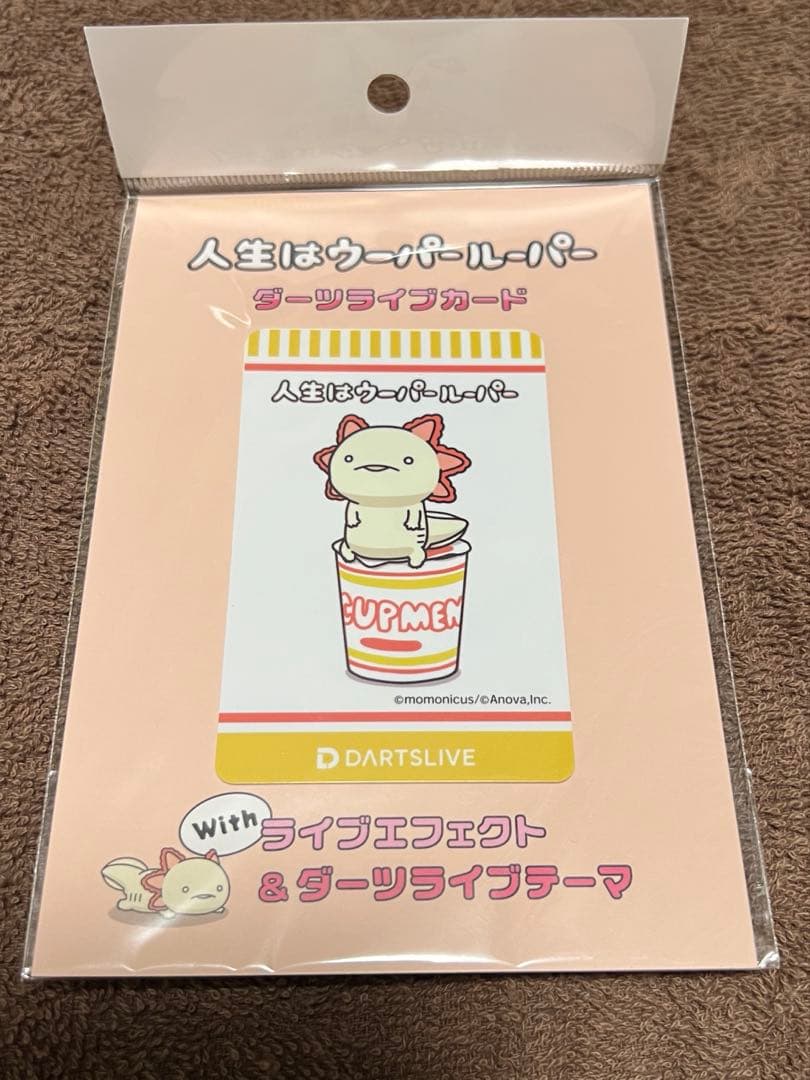 人生はウーパールーパー
ダーツライブカード
人生はウーパールーパー
CUPMEN
©momonicus/©Anova,Inc.
DARTSLIVE
With
ライブエフェクト
&ダーツライブテーマ